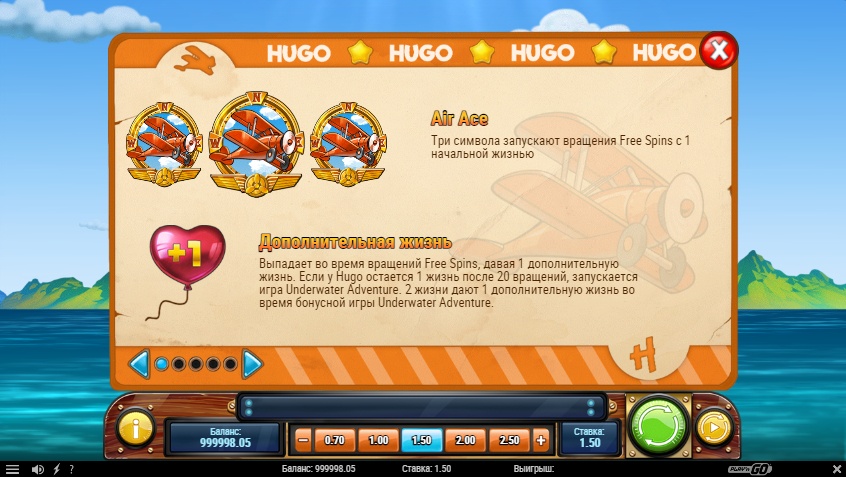 HUGO HUGO HUGO HUGO
X
N
W E
N
W E
N
W E
Air Ace
Три символа запускают вращения Free Spins с 1
начальной жизнью
+1
Дополнительная жизнь
Выпадает во время вращений Free Spins, давая 1 дополнительную
жизнь. Если у Hugo остается 1 жизнь после 20 вращений, запускается
игра Underwater Adventure. 2 жизни дают 1 дополнительную жизнь во
время бонусной игры Underwater Adventure.
H
i
Баланс:
999998.05
− 0.70 1.00 1.50 2.00 2.50 +
Ставка:
1.50
? Баланс: 999998.05 Ставка: 1.50 Выигрыш: PLAY'N GO